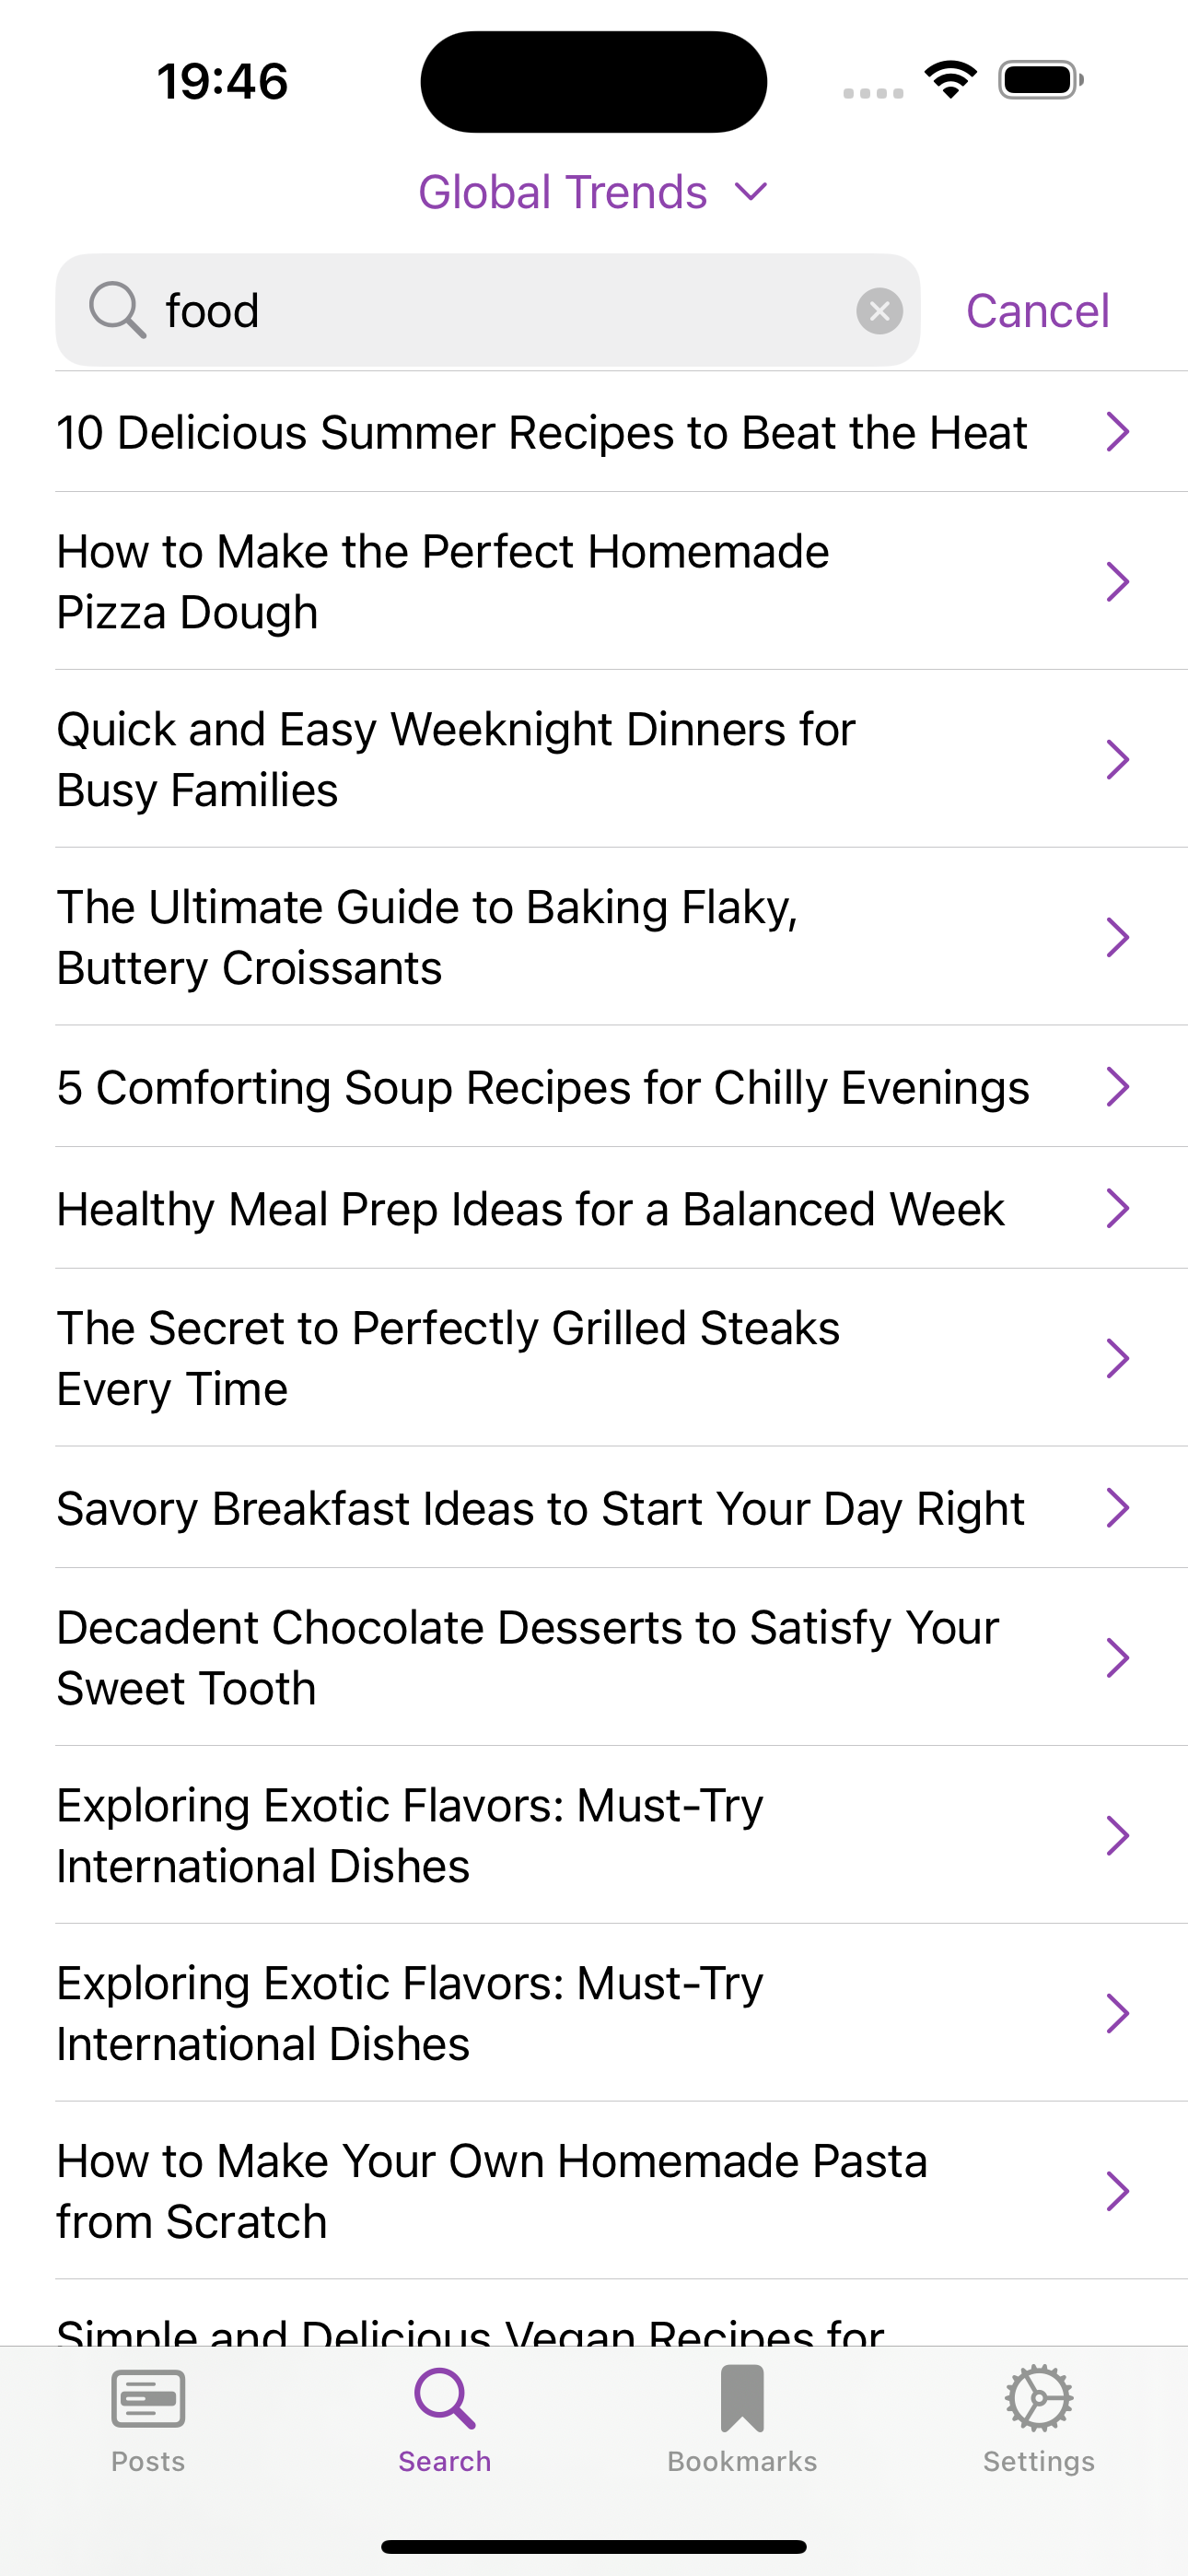 19:46
Global Trends
food
Cancel
10 Delicious Summer Recipes to Beat the Heat
How to Make the Perfect Homemade
Pizza Dough
Quick and Easy Weeknight Dinners for
Busy Families
The Ultimate Guide to Baking Flaky,
Buttery Croissants
5 Comforting Soup Recipes for Chilly Evenings
Healthy Meal Prep Ideas for a Balanced Week
The Secret to Perfectly Grilled Steaks
Every Time
Savory Breakfast Ideas to Start Your Day Right
Decadent Chocolate Desserts to Satisfy Your
Sweet Tooth
Exploring Exotic Flavors: Must-Try
International Dishes
Exploring Exotic Flavors: Must-Try
International Dishes
How to Make Your Own Homemade Pasta
from Scratch
Simple and Delicious Vegan Recipes for
Posts
Search
Bookmarks
Settings